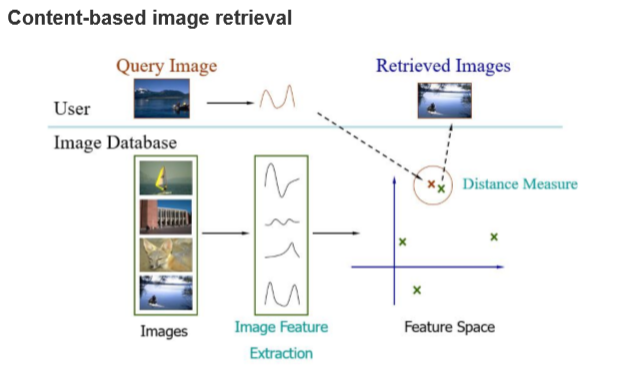 Content-based image retrieval
Query Image
Retrieved Images
User
Image Database
Distance Measure
Images
Image Feature
Extraction
Feature Space